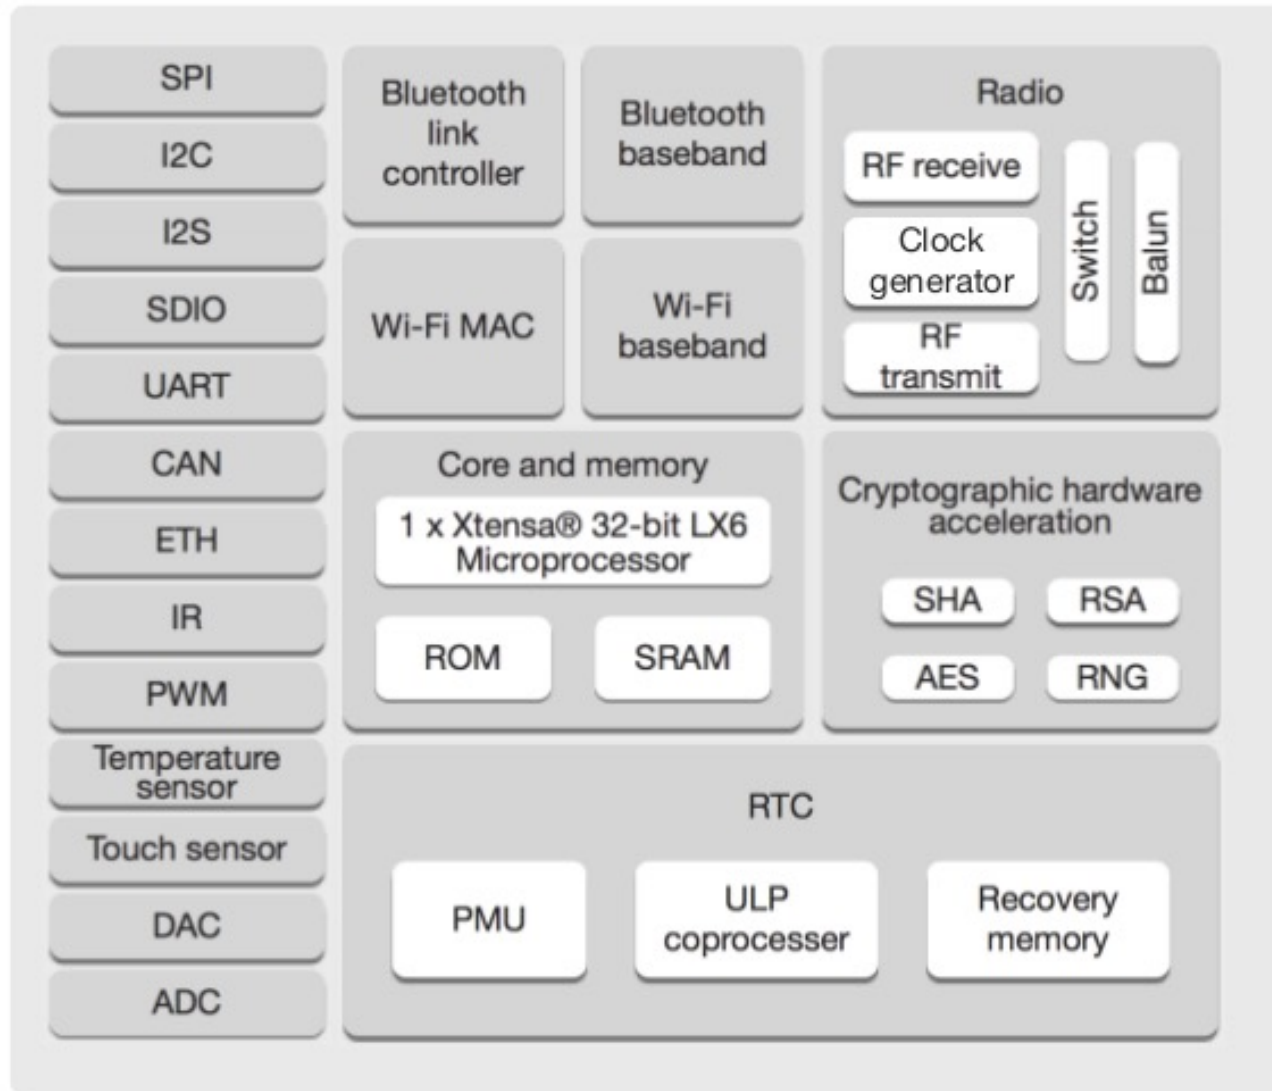 SPI
I2C
I2S
SDIO
UART
CAN
ETH
IR
PWM
Temperature
sensor
Touch sensor
DAC
ADC
Bluetooth
link
controller
Bluetooth
baseband
Wi-Fi MAC
Wi-Fi
baseband
Radio
RF receive
Clock
generator
RF
transmit
Switch
Balun
Core and memory
1 x Xtensa® 32-bit LX6
Microprocessor
ROM
SRAM
Cryptographic hardware
acceleration
SHA
RSA
AES
RNG
RTC
PMU
ULP
coprocesser
Recovery
memory